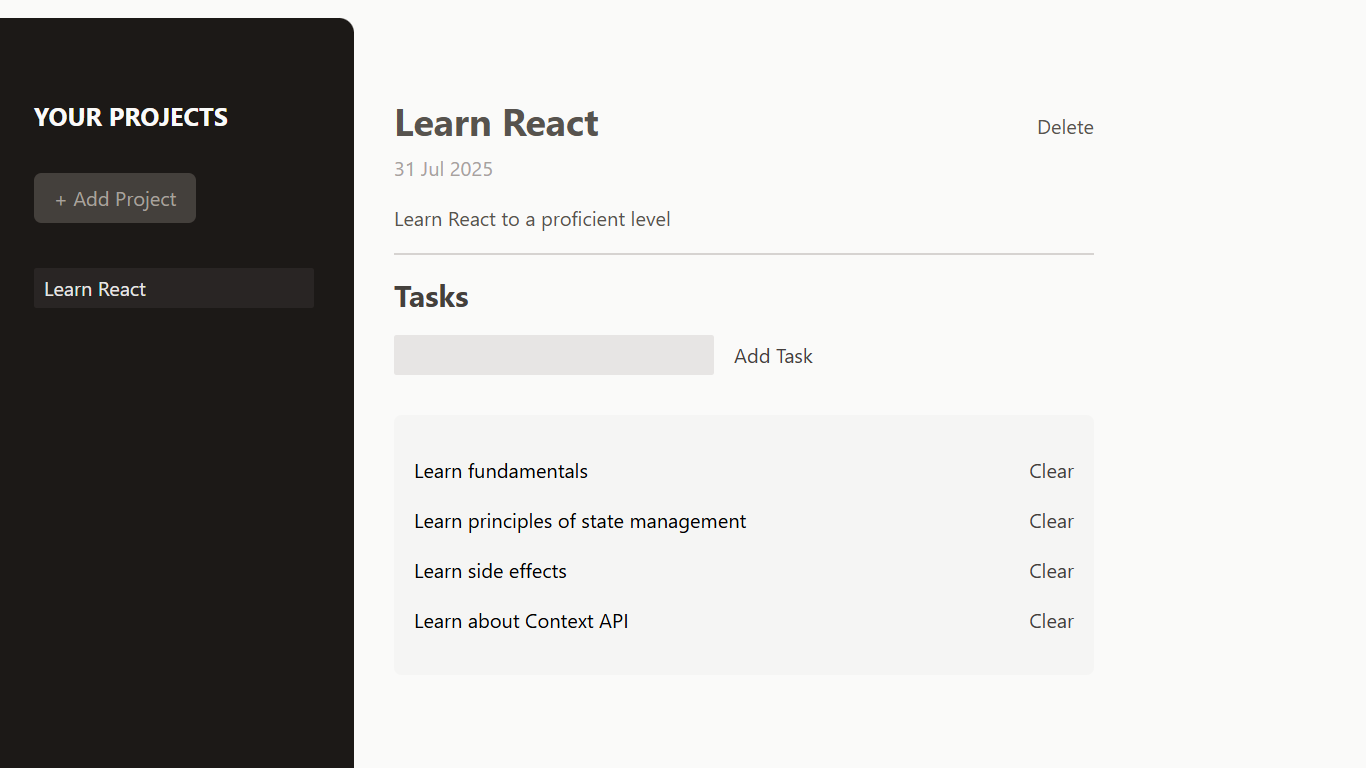 YOUR PROJECTS
+ Add Project
Learn React
Learn React
Delete
31 Jul 2025
Learn React to a proficient level
Tasks
Add Task
Learn fundamentals
Clear
Learn principles of state management
Clear
Learn side effects
Clear
Learn about Context API
Clear